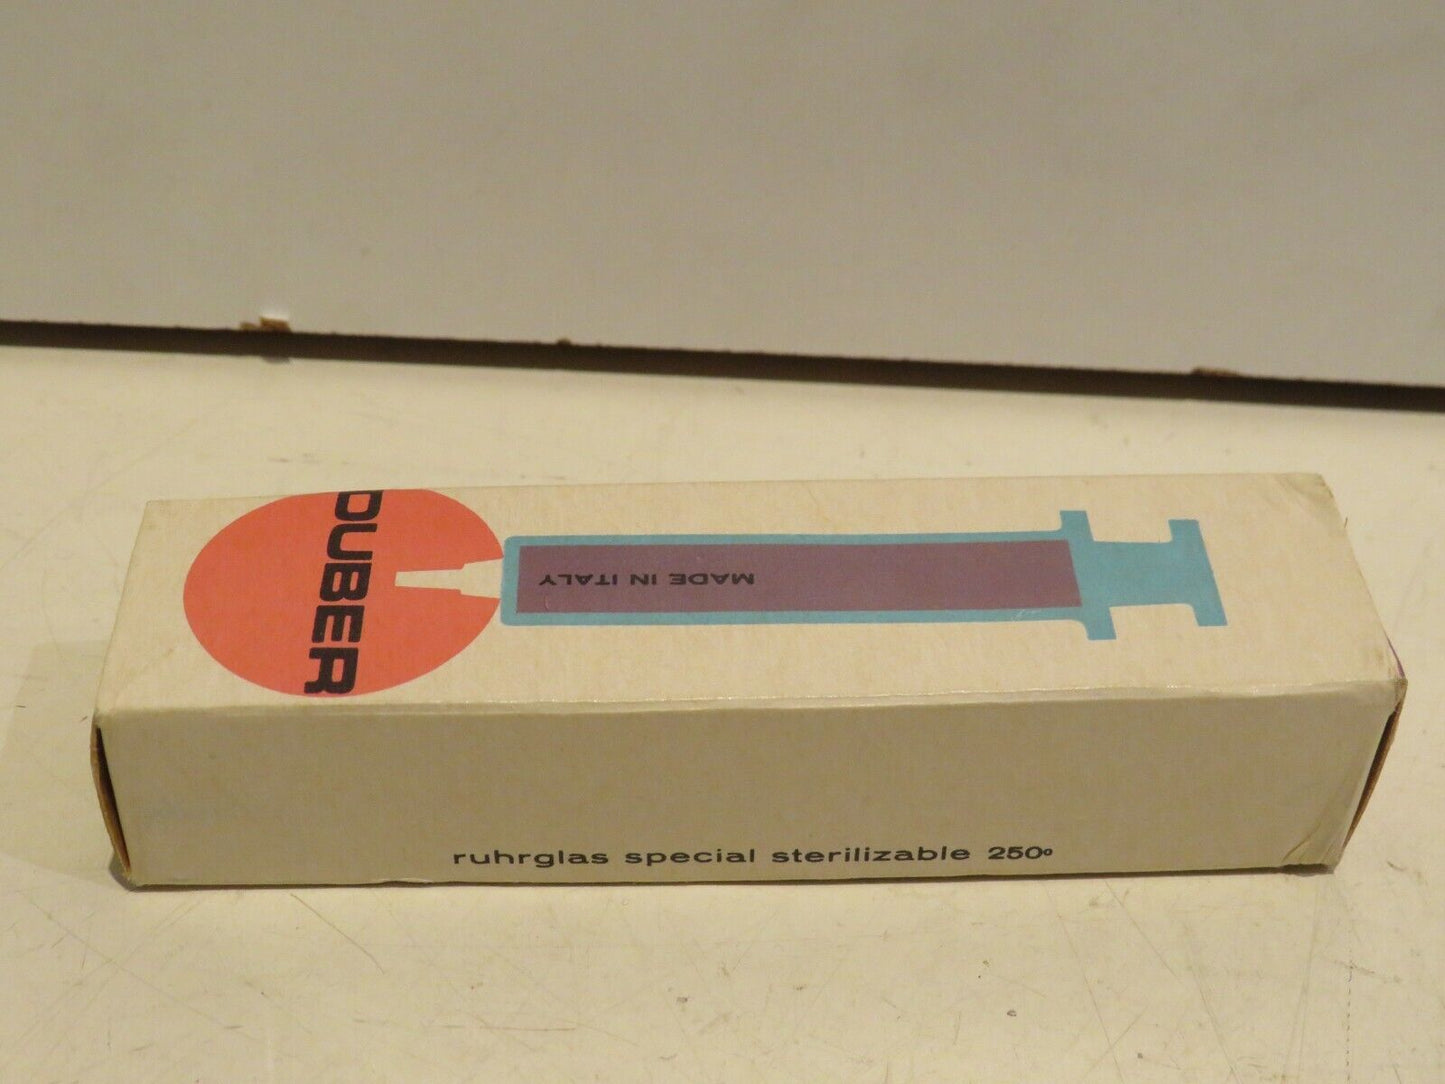 DUBER
MADE IN ITALY
ruhrglas special sterilizable 250°